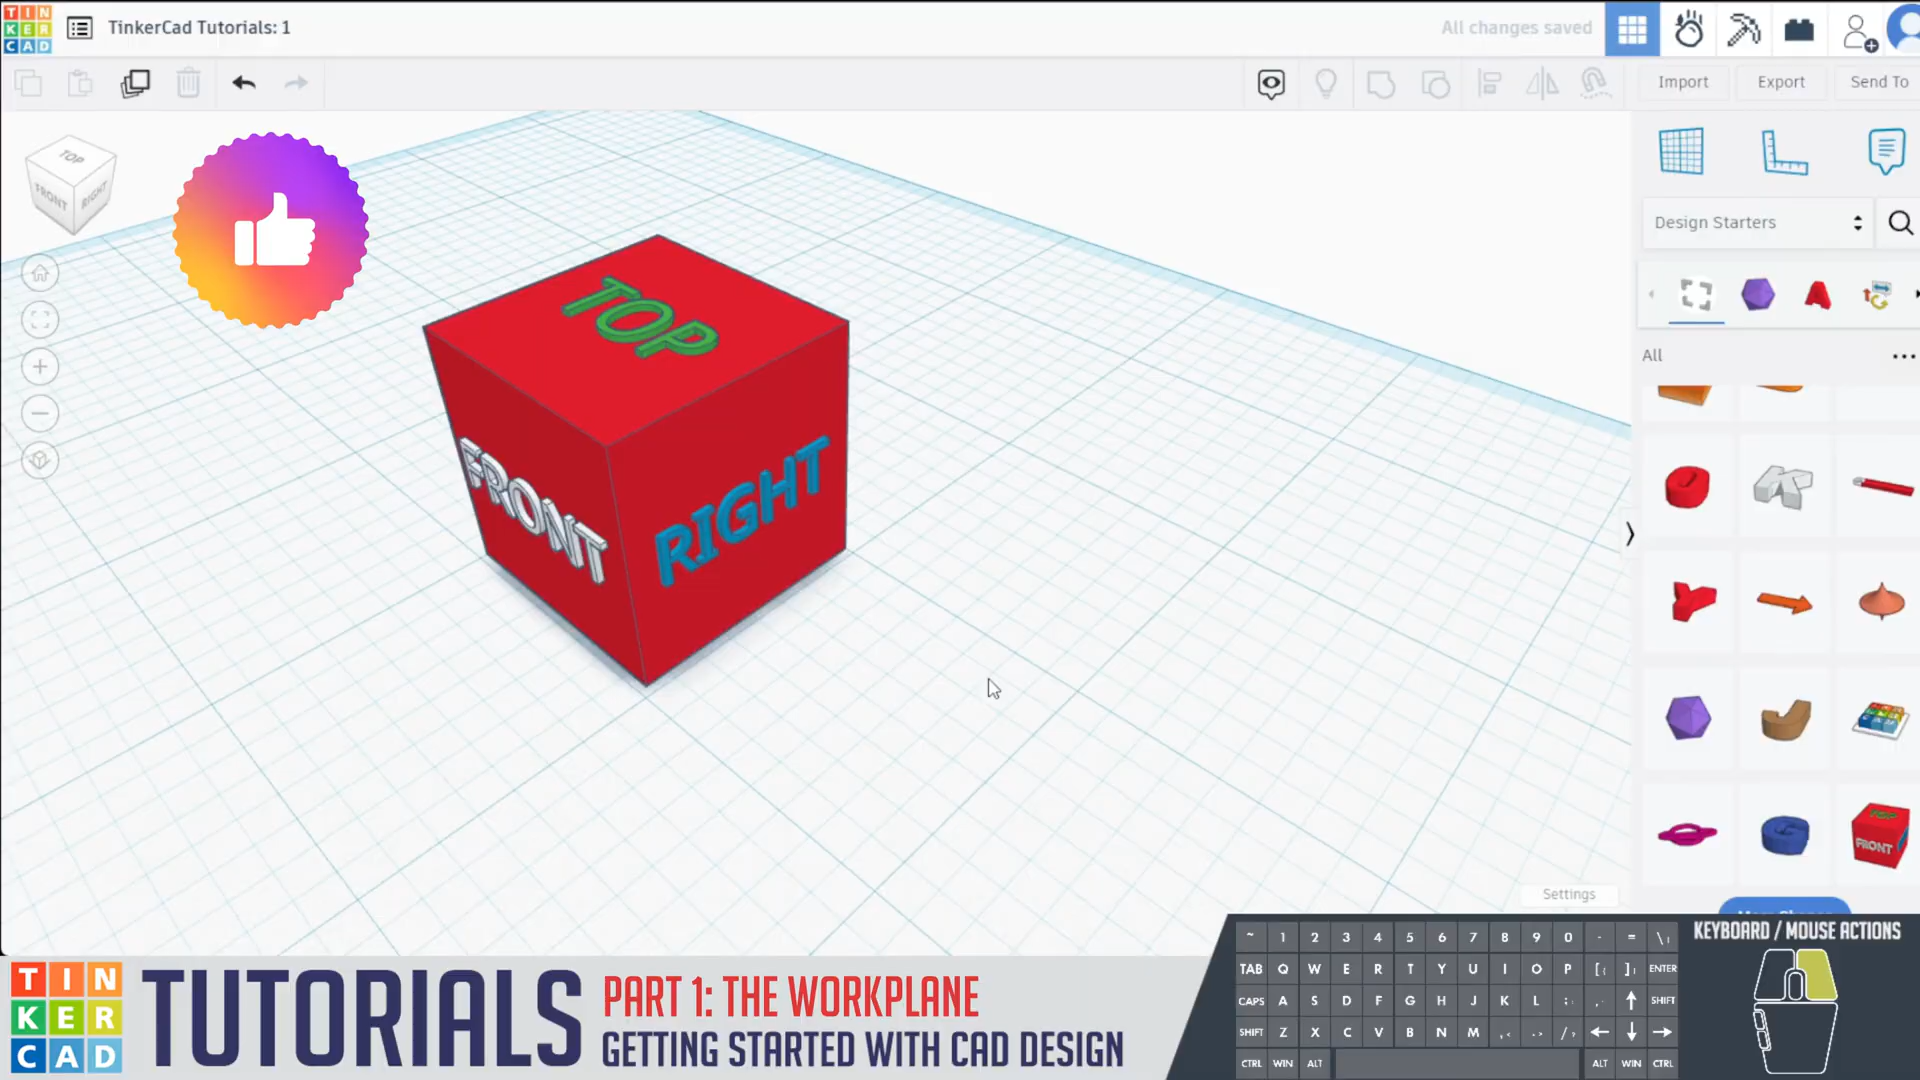 TIN
KER
CAD
TinkerCad Tutorials: 1
All changes saved
Import
Export
Send To
TOP
FRONT
RIGHT
Design Starters
All
TOP
FRONT
RIGHT
TOP
FRONT
Settings
KEYBOARD / MOUSE ACTIONS
~ 1 2 3 4 5 6 7 8 9 0 - = \
TAB Q W E R T Y U I O P [ ] ENTER
CAPS A S D F G H J K L ; SHIFT
SHIFT Z X C V B N M
CTRL WIN ALT ALT WIN CTRL
TIN
KER
CAD
TUTORIALS
PART 1: THE WORKPLANE
GETTING STARTED WITH CAD DESIGN